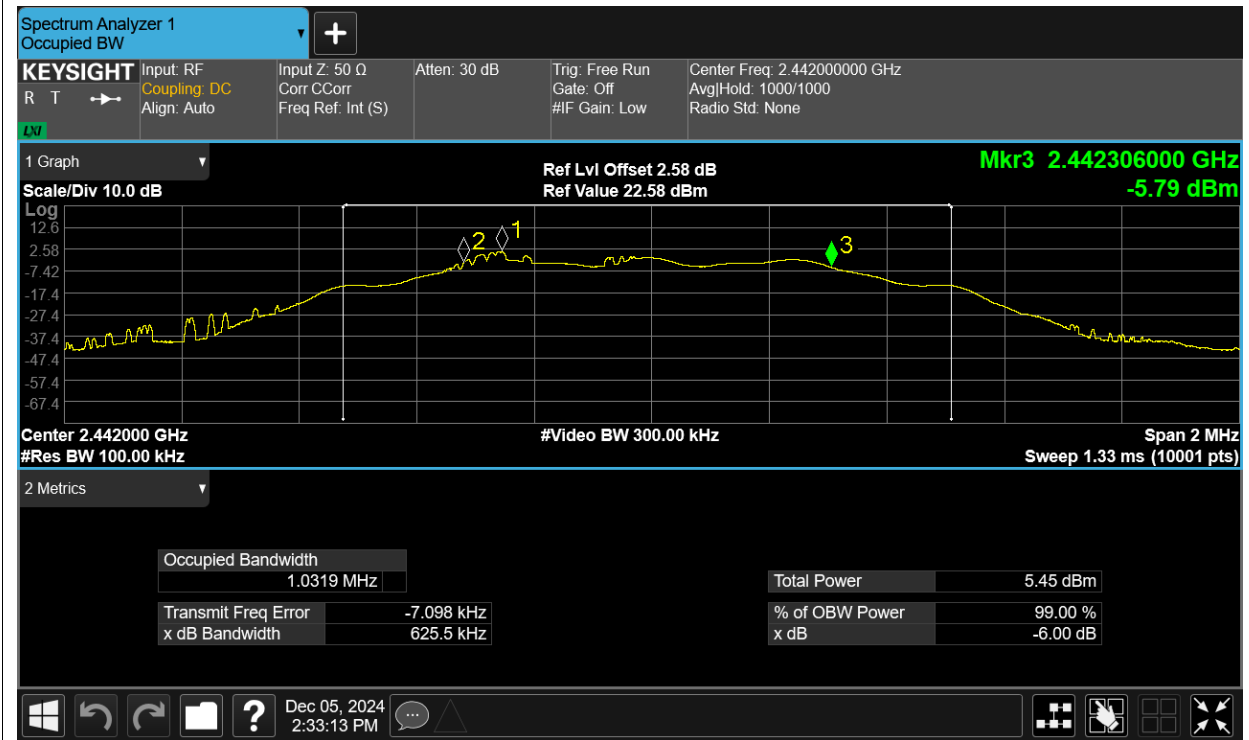 Spectrum Analyzer 1
Occupied BW
KEYSIGHT
R T
LXI
Input: RF
Coupling: DC
Align: Auto
Input Z: 50 Ω
Corr CCorr
Freq Ref: Int (S)
Atten: 30 dB
Trig: Free Run
Gate: Off
#IF Gain: Low
Center Freq: 2.442000000 GHz
Avg|Hold: 1000/1000
Radio Std: None
1 Graph
Scale/Div 10.0 dB
Ref Lvl Offset 2.58 dB
Ref Value 22.58 dBm
Mkr3 2.442306000 GHz
-5.79 dBm
Log
12.6
2.58
-7.42
-17.4
-27.4
-37.4
-47.4
-57.4
-67.4
2
1
3
Center 2.442000 GHz
#Video BW 300.00 kHz
Span 2 MHz
#Res BW 100.00 kHz
Sweep 1.33 ms (10001 pts)
2 Metrics
Occupied Bandwidth
1.0319 MHz
Total Power 5.45 dBm
Transmit Freq Error -7.098 kHz
% of OBW Power 99.00 %
x dB Bandwidth 625.5 kHz
x dB -6.00 dB
?
Dec 05, 2024
2:33:13 PM